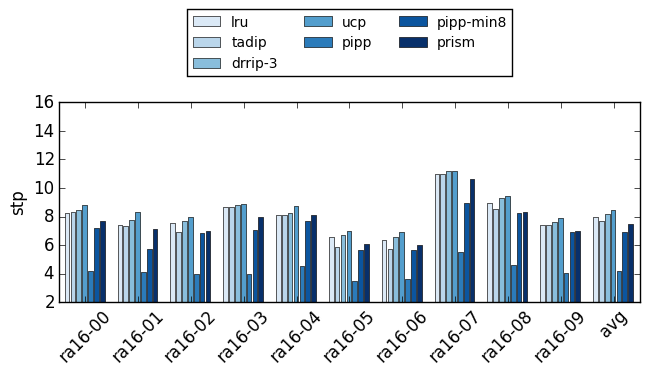 lru ucp pipp-min8
tadip pipp prism
drrip-3
16
14
12
10
8
6
4
2
stp
ra16-00 ra16-01 ra16-02 ra16-03 ra16-04 ra16-05 ra16-06 ra16-07 ra16-08 ra16-09 avg